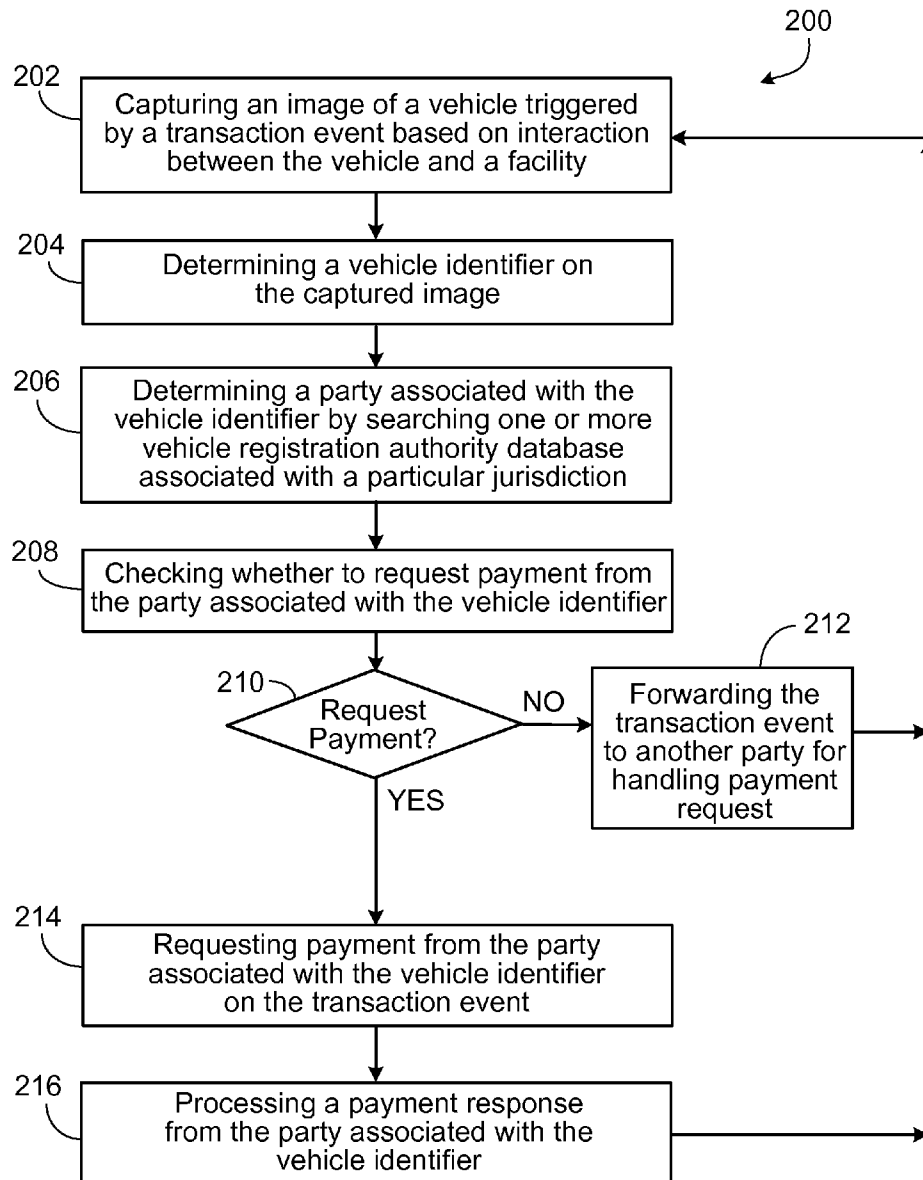 200
202
Capturing an image of a vehicle triggered
by a transaction event based on interaction
between the vehicle and a facility
204
Determining a vehicle identifier on
the captured image
206
Determining a party associated with the
vehicle identifier by searching one or more
vehicle registration authority database
associated with a particular jurisdiction
208
Checking whether to request payment from
the party associated with the vehicle identifier
210
Request
Payment?
NO
YES
212
Forwarding the
transaction event
to another party for
handling payment
request
214
Requesting payment from the party
associated with the vehicle identifier
on the transaction event
216
Processing a payment response
from the party associated with the
vehicle identifier